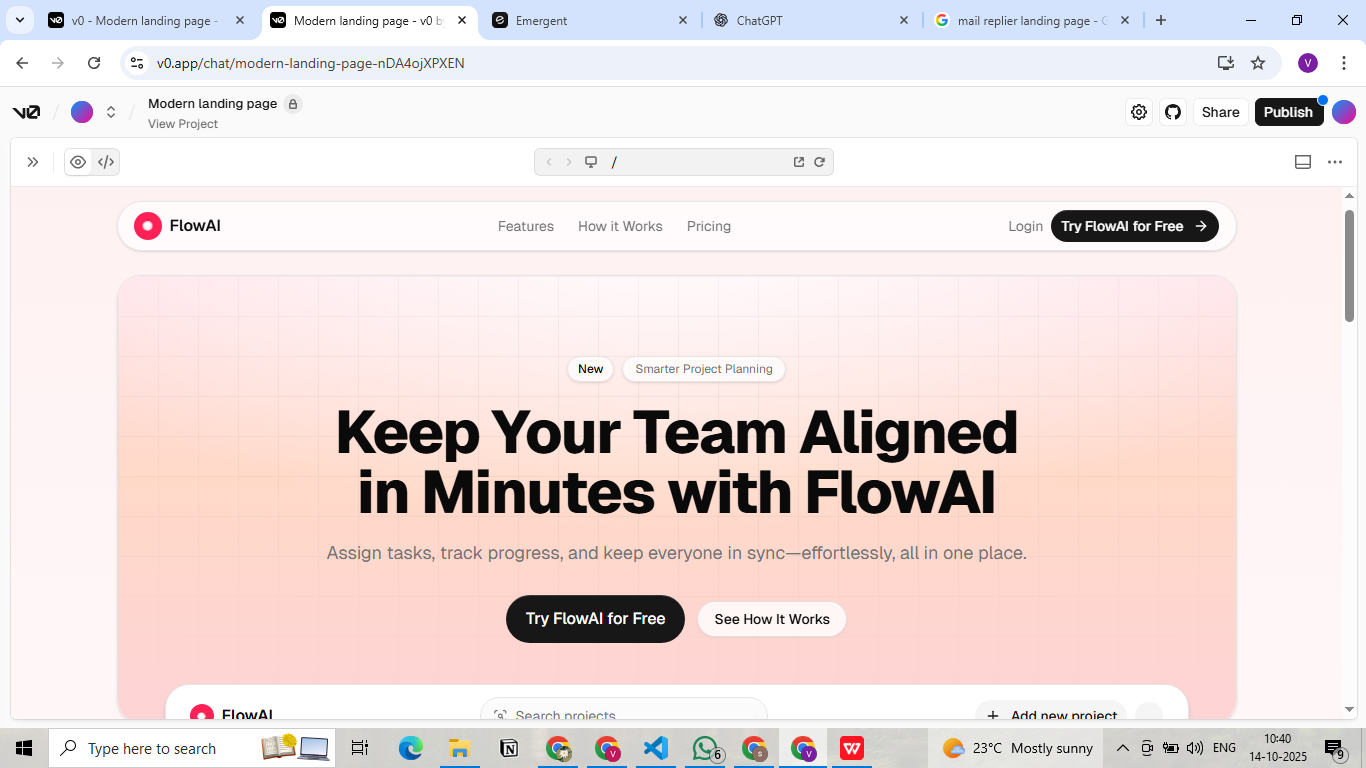 v0 - Modern landing page -
Modern landing page - v0 b
Emergent
ChatGPT
mail replier landing page - G
v0.app/chat/modern-landing-page-nDA4ojXPXEN
V
v0
Modern landing page
View Project
Share
Publish
/
FlowAI
Features
How it Works
Pricing
Login
Try FlowAI for Free
New
Smarter Project Planning
Keep Your Team Aligned
in Minutes with FlowAI
Assign tasks, track progress, and keep everyone in sync—effortlessly, all in one place.
Try FlowAI for Free
See How It Works
FlowAI
Search projects
Add new project
Type here to search
6
23°C Mostly sunny
ENG
10:40
14-10-2025
9